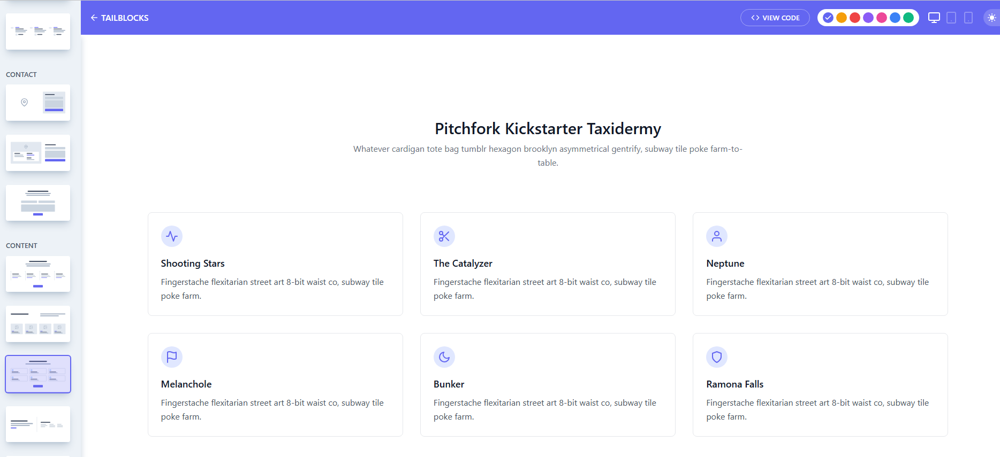 TAILBLOCKS
VIEW CODE
CONTACT
CONTENT
Pitchfork Kickstarter Taxidermy
Whatever cardigan tote bag tumblr hexagon brooklyn asymmetrical gentrify, subway tile poke farm-to-
table.
Shooting Stars
Fingerstache flexitarian street art 8-bit waist co, subway tile
poke farm.
The Catalyzer
Fingerstache flexitarian street art 8-bit waist co, subway tile
poke farm.
Neptune
Fingerstache flexitarian street art 8-bit waist co, subway tile
poke farm.
Melanchole
Fingerstache flexitarian street art 8-bit waist co, subway tile
poke farm.
Bunker
Fingerstache flexitarian street art 8-bit waist co, subway tile
poke farm.
Ramona Falls
Fingerstache flexitarian street art 8-bit waist co, subway tile
poke farm.